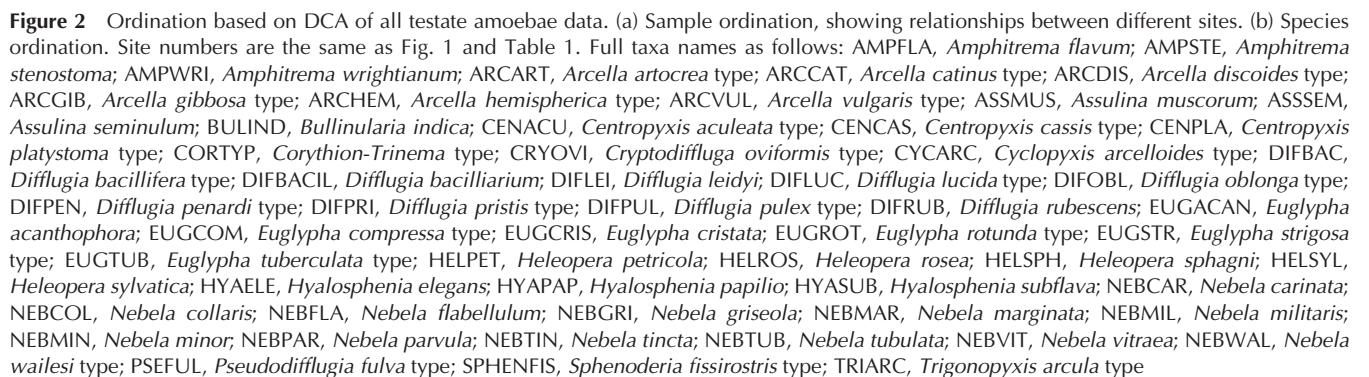 Figure 2 Ordination based on DCA of all testate amoebae data. (a) Sample ordination, showing relationships between different sites. (b) Species
ordination. Site numbers are the same as Fig. 1 and Table 1. Full taxa names as follows: AMPFLA, Amphitrema flavum; AMPSTE, Amphitrema
stenostoma; AMPWRI, Amphitrema wrightianum; ARCART, Arcella artocrea type; ARCCAT, Arcella catinus type; ARCDIS, Arcella discoides type;
ARCGIB, Arcella gibbosa type; ARCHEM, Arcella hemispherica type; ARCVUL, Arcella vulgaris type; ASSMUS, Assulina muscorum; ASSSEM,
Assulina seminulum; BULIND, Bullinularia indica; CENACU, Centropyxis aculeata type; CENCAS, Centropyxis cassis type; CENPLA, Centropyxis
platystoma type; CORTYP, Corythion-Trinema type; CRYOVI, Cryptodiffluga oviformis type; CYCARC, Cyclopyxis arcelloides type; DIFBAC,
Difflugia bacillifera type; DIFBACIL, Difflugia bacilliarium; DIFLEI, Difflugia leidyi; DIFLUC, Difflugia lucida type; DIFOBL, Difflugia oblonga type;
DIFPEN, Difflugia penardi type; DIFPRI, Difflugia pristis type; DIFPUL, Difflugia pulex type; DIFRUB, Difflugia rubescens; EUGACAN, Euglypha
acanthophora; EUGCOM, Euglypha compressa type; EUGCRIS, Euglypha cristata; EUGROT, Euglypha rotunda type; EUGSTR, Euglypha strigosa
type; EUGTUB, Euglypha tuberculata type; HELPET, Heleopera petricola; HELROS, Heleopera rosea; HELSPH, Heleopera sphagni; HELSYL,
Heleopera sylvatica; HYAELE, Hyalosphenia elegans; HYAPAP, Hyalosphenia papilio; HYASUB, Hyalosphenia subflava; NEBCAR, Nebela carinata;
NEBCOL, Nebela collaris; NEBFLA, Nebela flabellulum; NEBGRI, Nebela griseola; NEBMAR, Nebela marginata; NEBMIL, Nebela militaris;
NEBMIN, Nebela minor; NEBPAR, Nebela parvula; NEBTIN, Nebela tincta; NEBTUB, Nebela tubulata; NEBVIT, Nebela vitraea; NEBWAL, Nebela
wailesi type; PSEFUL, Pseudodifflugia fulva type; SPHENFIS, Sphenoderia fissirostris type; TRIARC, Trigonopyxis arcula type